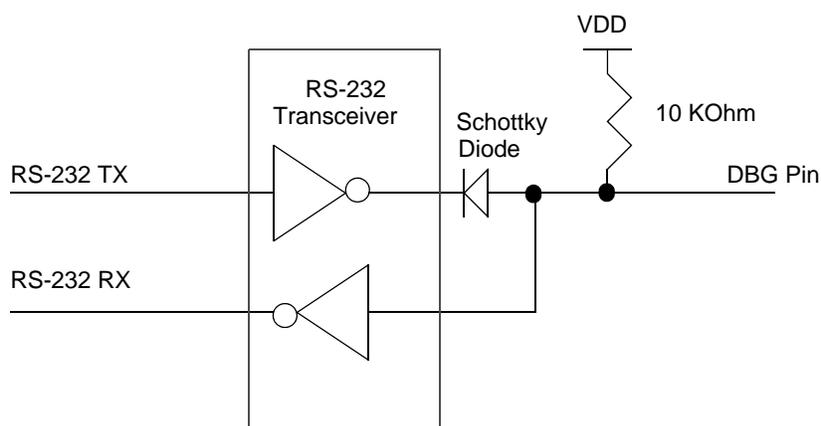 VDD
RS-232
Transceiver
Schottky
Diode
10 KOhm
RS-232 TX
DBG Pin
RS-232 RX